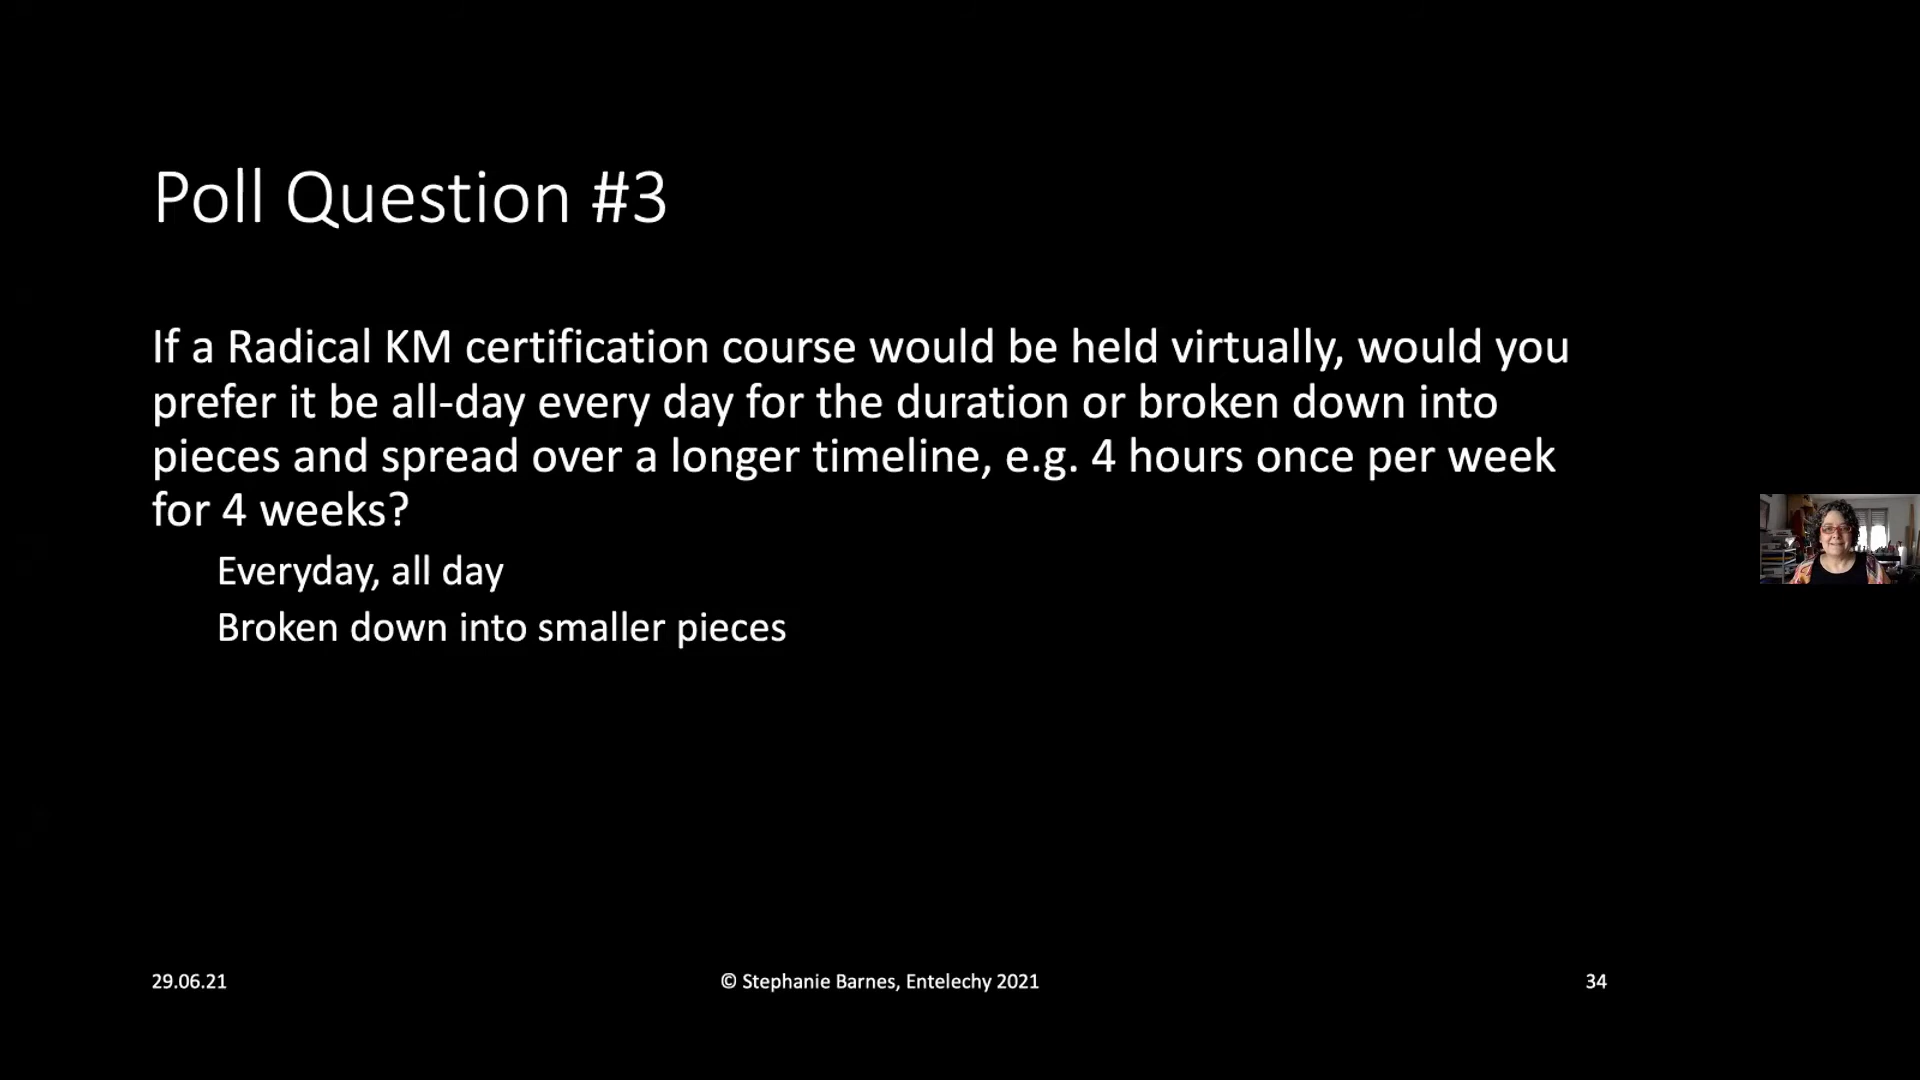 Poll Question #3
If a Radical KM certification course would be held virtually, would you
prefer it be all-day every day for the duration or broken down into
pieces and spread over a longer timeline, e.g. 4 hours once per week
for 4 weeks?
Everyday, all day
Broken down into smaller pieces
29.06.21
© Stephanie Barnes, Entelechy 2021
34